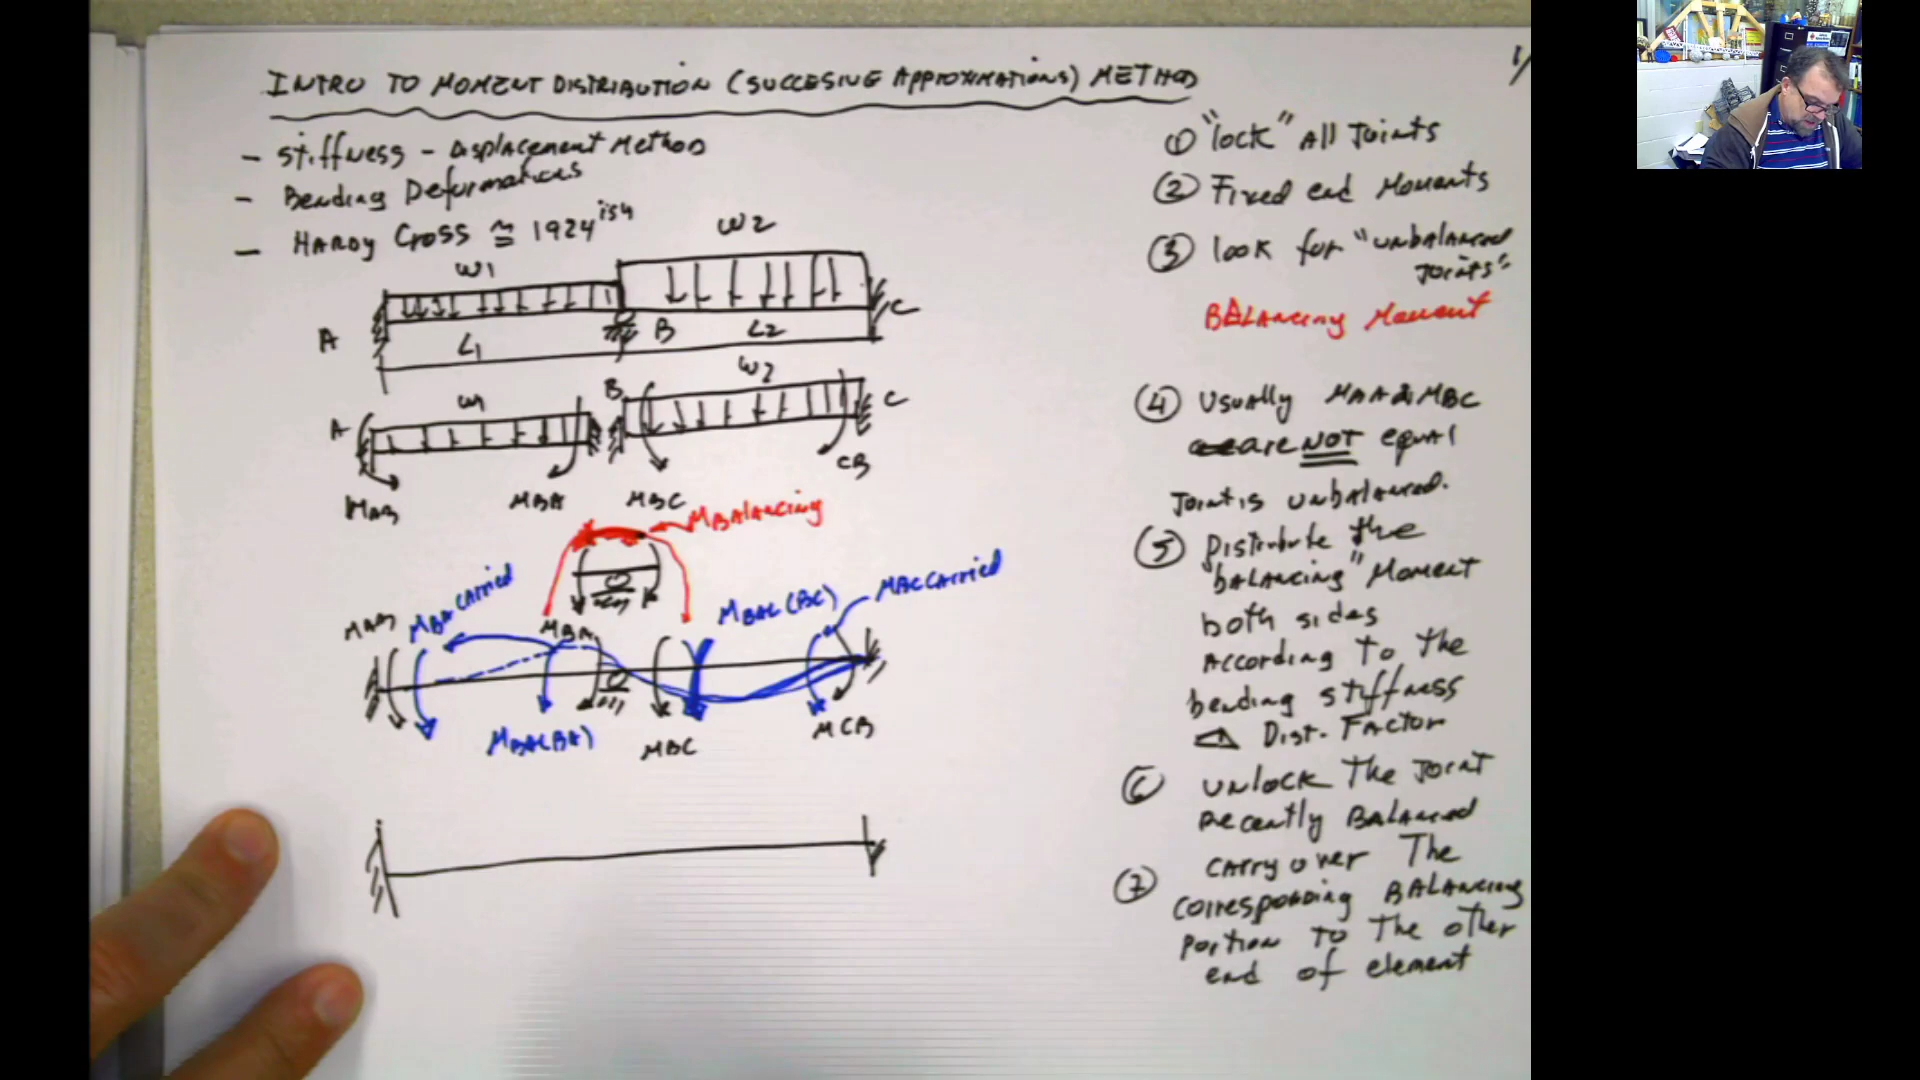 INTRO TO MOMENT DISTRIBUTION (SUCCESIVE APPROXIMATIONS) METHOD
1/
- Stiffness - Displacement Method
- Bending Deformations
- HARDY CROSS ≅ 1924ish
W1
W2
A
L1
B
L2
C
W1
B
W2
A
C
MAB
MBA
MBC
CB
MBalancing
MAB
MBA carried
MBA
MBAL (BC)
MBC carried
MBAL(BA)
MBC
MCB
① "lock" All Joints
② Fixed end Moments
③ look for "unbalanced
Joints"
BALANCING Moment
④ Usually MBA & MBC
are NOT equal
Joint is unbalanced.
⑤ Distribute the
"balancing" Moment
both sides
According to the
bending stiffness
Dist. Factor
⑥ UNLOCK THE JOINT
recently BALANCED
⑦ CARRY over The
corresponding BALANCING
portion TO The other
end of element